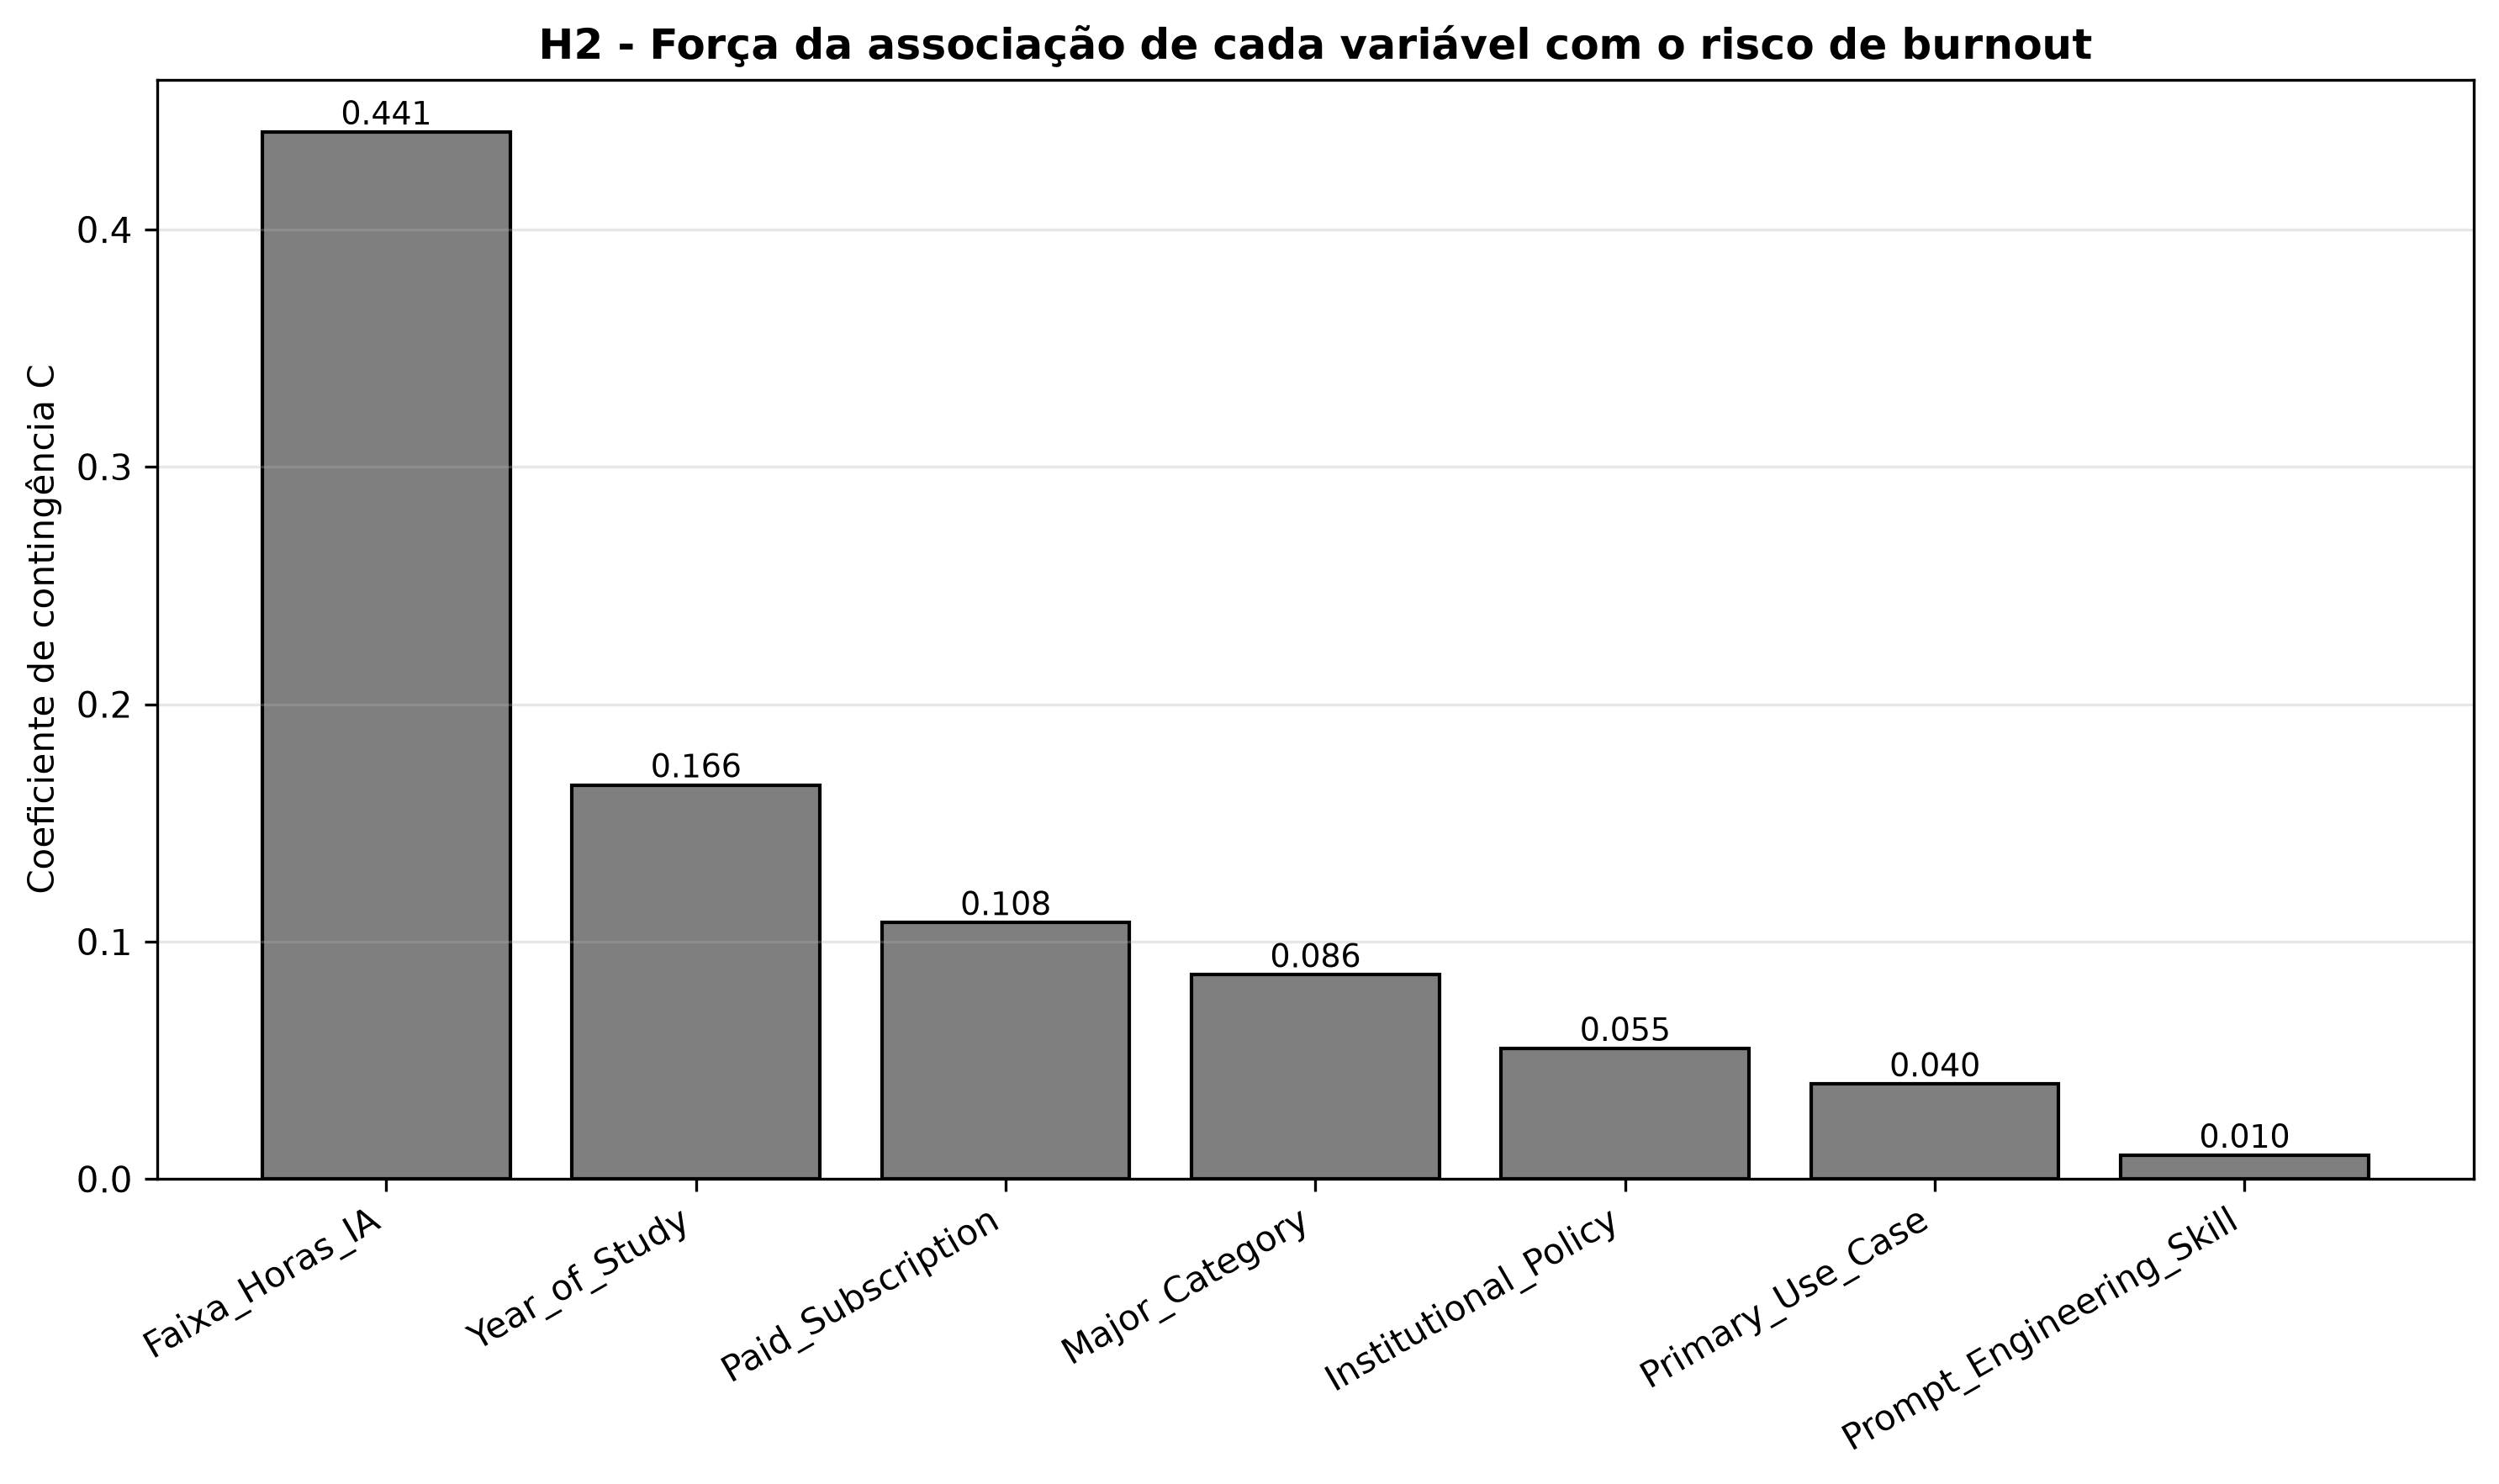 H2 - Força da associação de cada variável com o risco de burnout
Coeficiente de contingência C
0.4
0.3
0.2
0.1
0.0
0.441
0.166
0.108
0.086
0.055
0.040
0.010
Faixa_Horas_IA
Year_of_Study
Paid_Subscription
Major_Category
Institutional_Policy
Primary_Use_Case
Prompt_Engineering_Skill